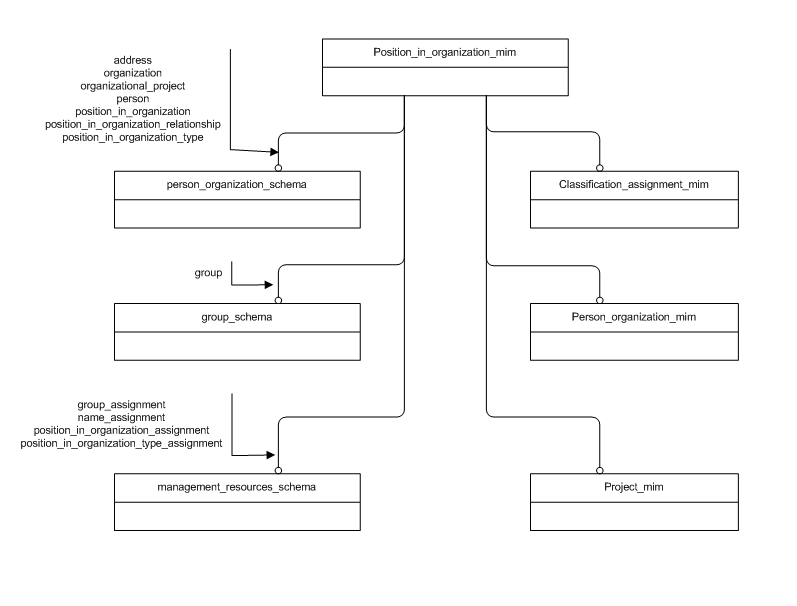 Position_in_organization_mim
address
organization
organizational_project
person
position_in_organization
position_in_organization_relationship
position_in_organization_type
person_organization_schema
Classification_assignment_mim
group
group_schema
Person_organization_mim
group_assignment
name_assignment
position_in_organization_assignment
position_in_organization_type_assignment
management_resources_schema
Project_mim